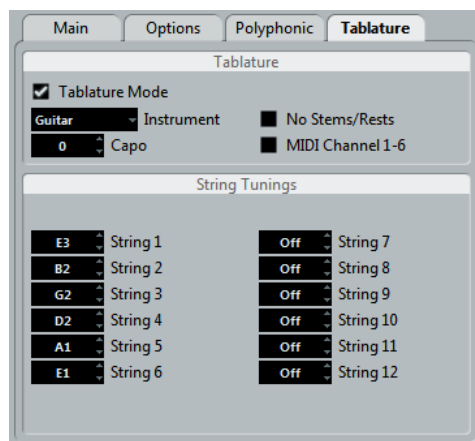 Main Options Polyphonic Tablature
Tablature
Tablature Mode
Guitar Instrument No Stems/Rests
0 Capo MIDI Channel 1-6
String Tunings
E3 String 1 Off String 7
B2 String 2 Off String 8
G2 String 3 Off String 9
D2 String 4 Off String 10
A1 String 5 Off String 11
E1 String 6 Off String 12